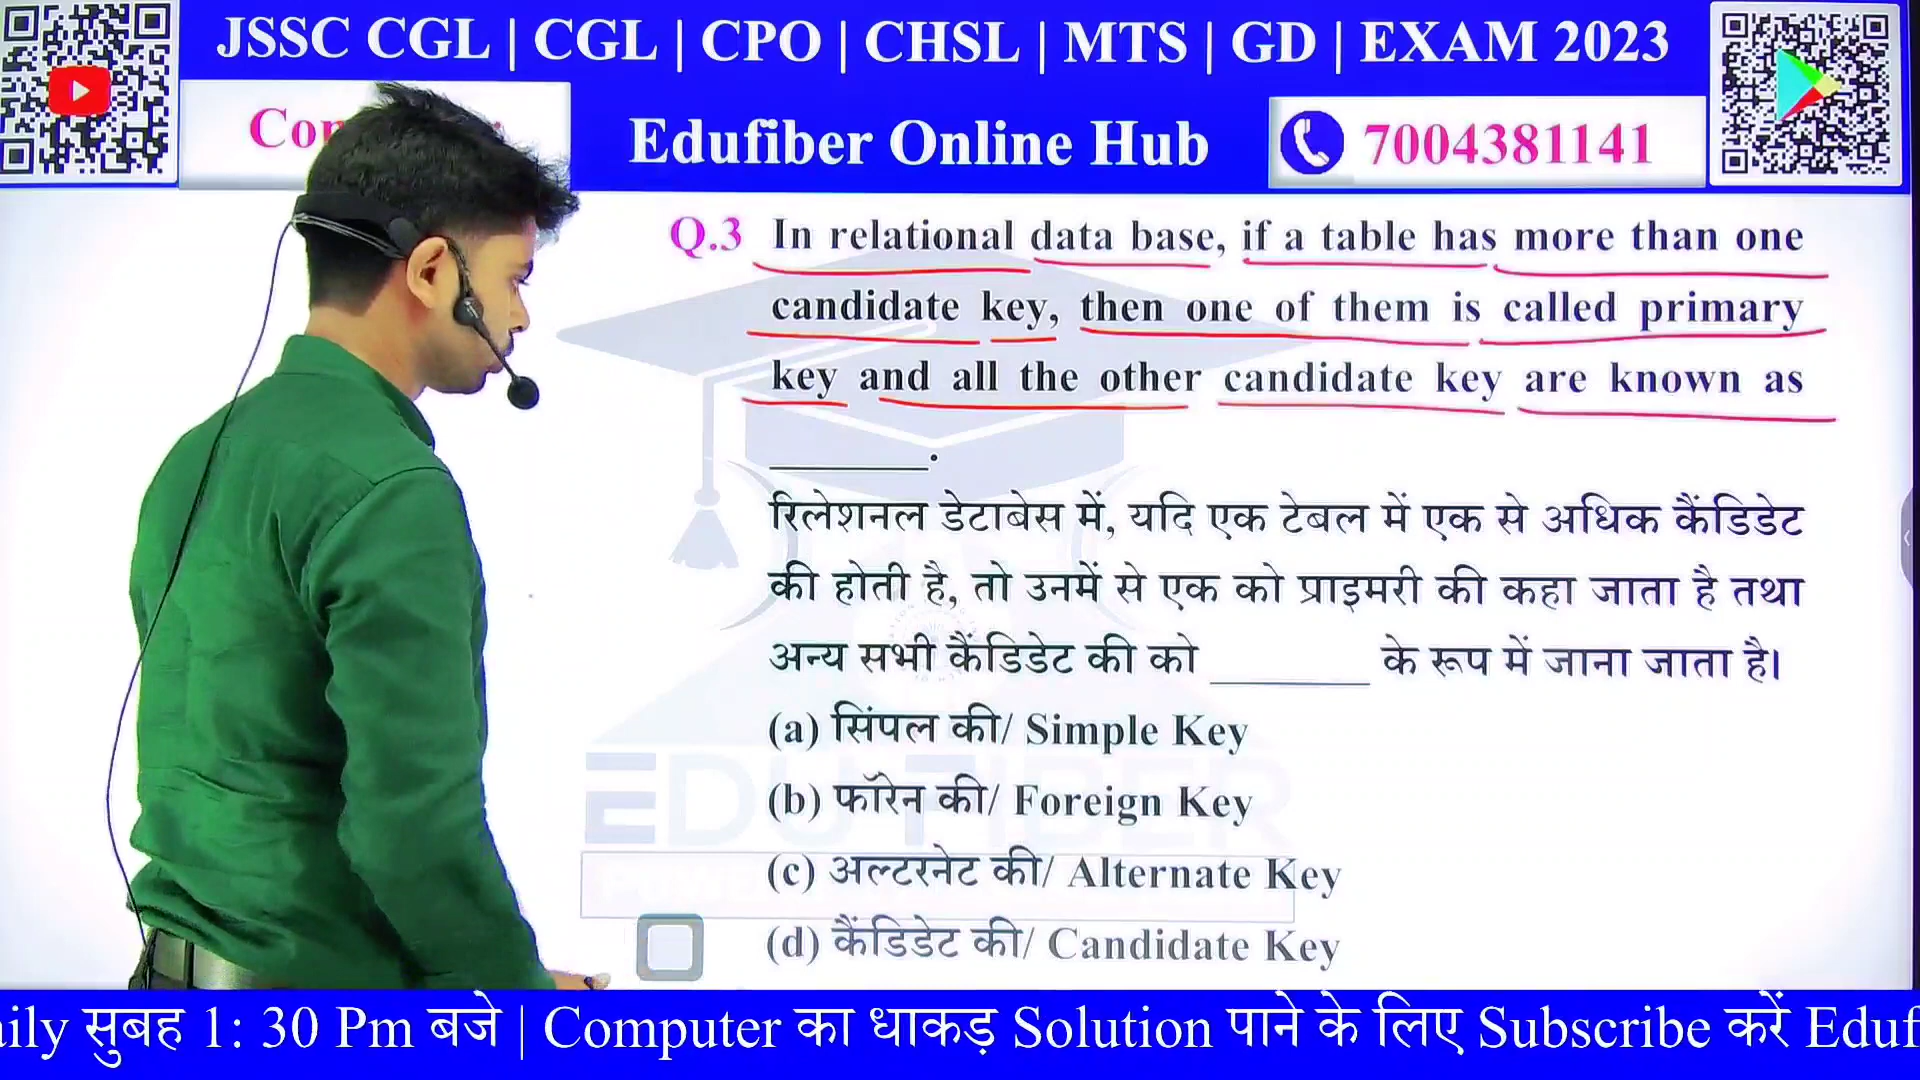 JSSC CGL | CGL | CPO | CHSL | MTS | GD | EXAM 2023
Edufiber Online Hub
7004381141
Q.3 In relational data base, if a table has more than one
candidate key, then one of them is called primary
key and all the other candidate key are known as
________.
रिलेशनल डेटाबेस में, यदि एक टेबल में एक से अधिक कैंडिडेट
की होती है, तो उनमें से एक को प्राइमरी की कहा जाता है तथा
अन्य सभी कैंडिडेट की को ________ के रूप में जाना जाता है।
(a) सिंपल की/ Simple Key
(b) फॉरेन की/ Foreign Key
EDU FIBER
(c) अल्टरनेट की/ Alternate Key
(d) कैंडिडेट की/ Candidate Key
सुबह 1: 30 Pm बजे | Computer का धाकड़ Solution पाने के लिए Subscribe करें